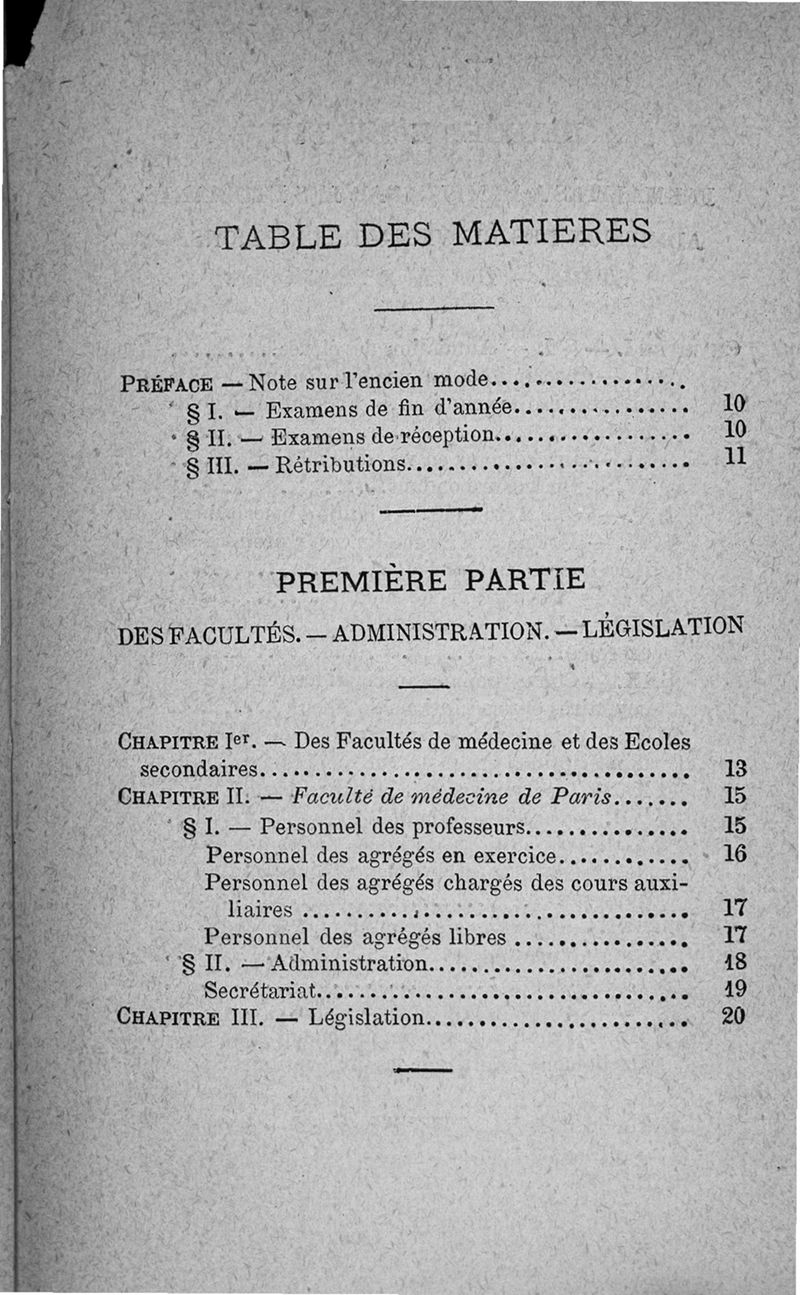 TABLE DES MATIERES
PRÉFACE — Note sur l'encien mode....................
§ I. — Examens de fin d'année.................. 10
§ II. — Examens de réception.................... 10
§ III. — Rétributions............................ 11
PREMIÈRE PARTIE
DES FACULTÉS. — ADMINISTRATION. — LÉGISLATION
CHAPITRE Ier. — Des Facultés de médecine et des Ecoles
secondaires........................................ 13
CHAPITRE II. — Faculté de médecine de Paris....... 15
§ I. — Personnel des professeurs............... 15
Personnel des agrégés en exercice............ 16
Personnel des agrégés chargés des cours auxi-
liaires .................................... 17
Personnel des agrégés libres ................ 17
§ II. — Administration........................ 18
Secrétariat.................................. 19
CHAPITRE III. — Législation......................... 20